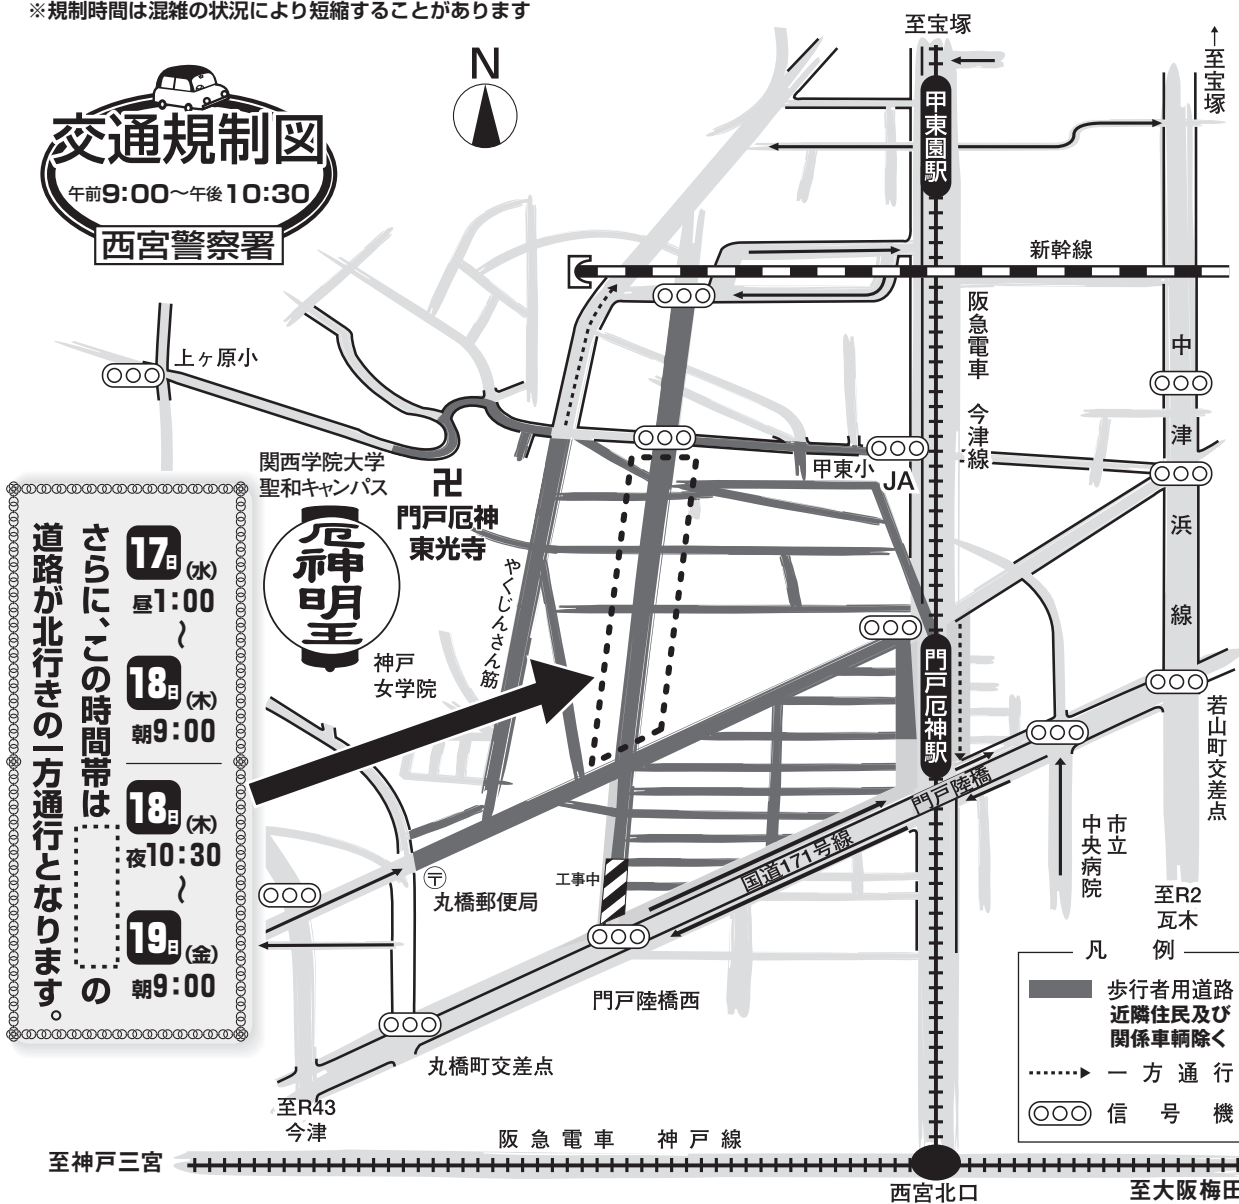 ※規制時間は混雑の状況により短縮することがあります
至宝塚
↑至宝塚
N
交通規制図
午前9:00〜午後10:30
西宮警察署
甲東園駅
新幹線
阪急電車 今津線
中津浜線
上ヶ原小
関西学院大学
聖和キャンパス
卍
門戸厄神
東光寺
厄神明王
甲東小
JA
やくじんさん筋
神戸
女学院
門戸厄神駅
門戸陸橋
国道171号線
若山町交差点
市立
中央病院
至R2
瓦木
17日(水)
昼1:00
〜
18日(木)
朝9:00
18日(木)
夜10:30
〜
19日(金)
朝9:00
さらに、この時間帯は の
道路が北行きの一方通行となります。
工事中
〒
丸橋郵便局
門戸陸橋西
丸橋町交差点
至R43
今津
凡例
歩行者用道路
近隣住民及び
関係車輌除く
一方通行
信号機
阪急電車 神戸線
至神戸三宮
西宮北口
至大阪梅田